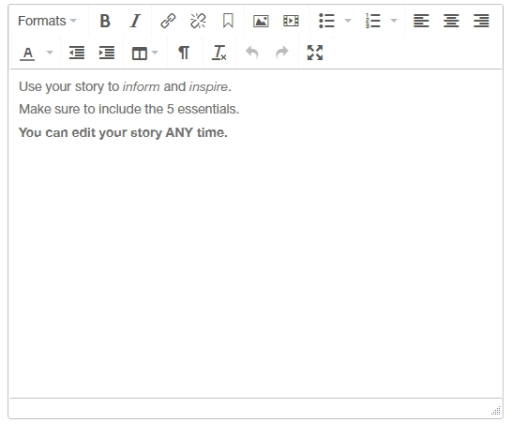 Formats
B I
A
Use your story to inform and inspire.
Make sure to include the 5 essentials.
You can edit your story ANY time.